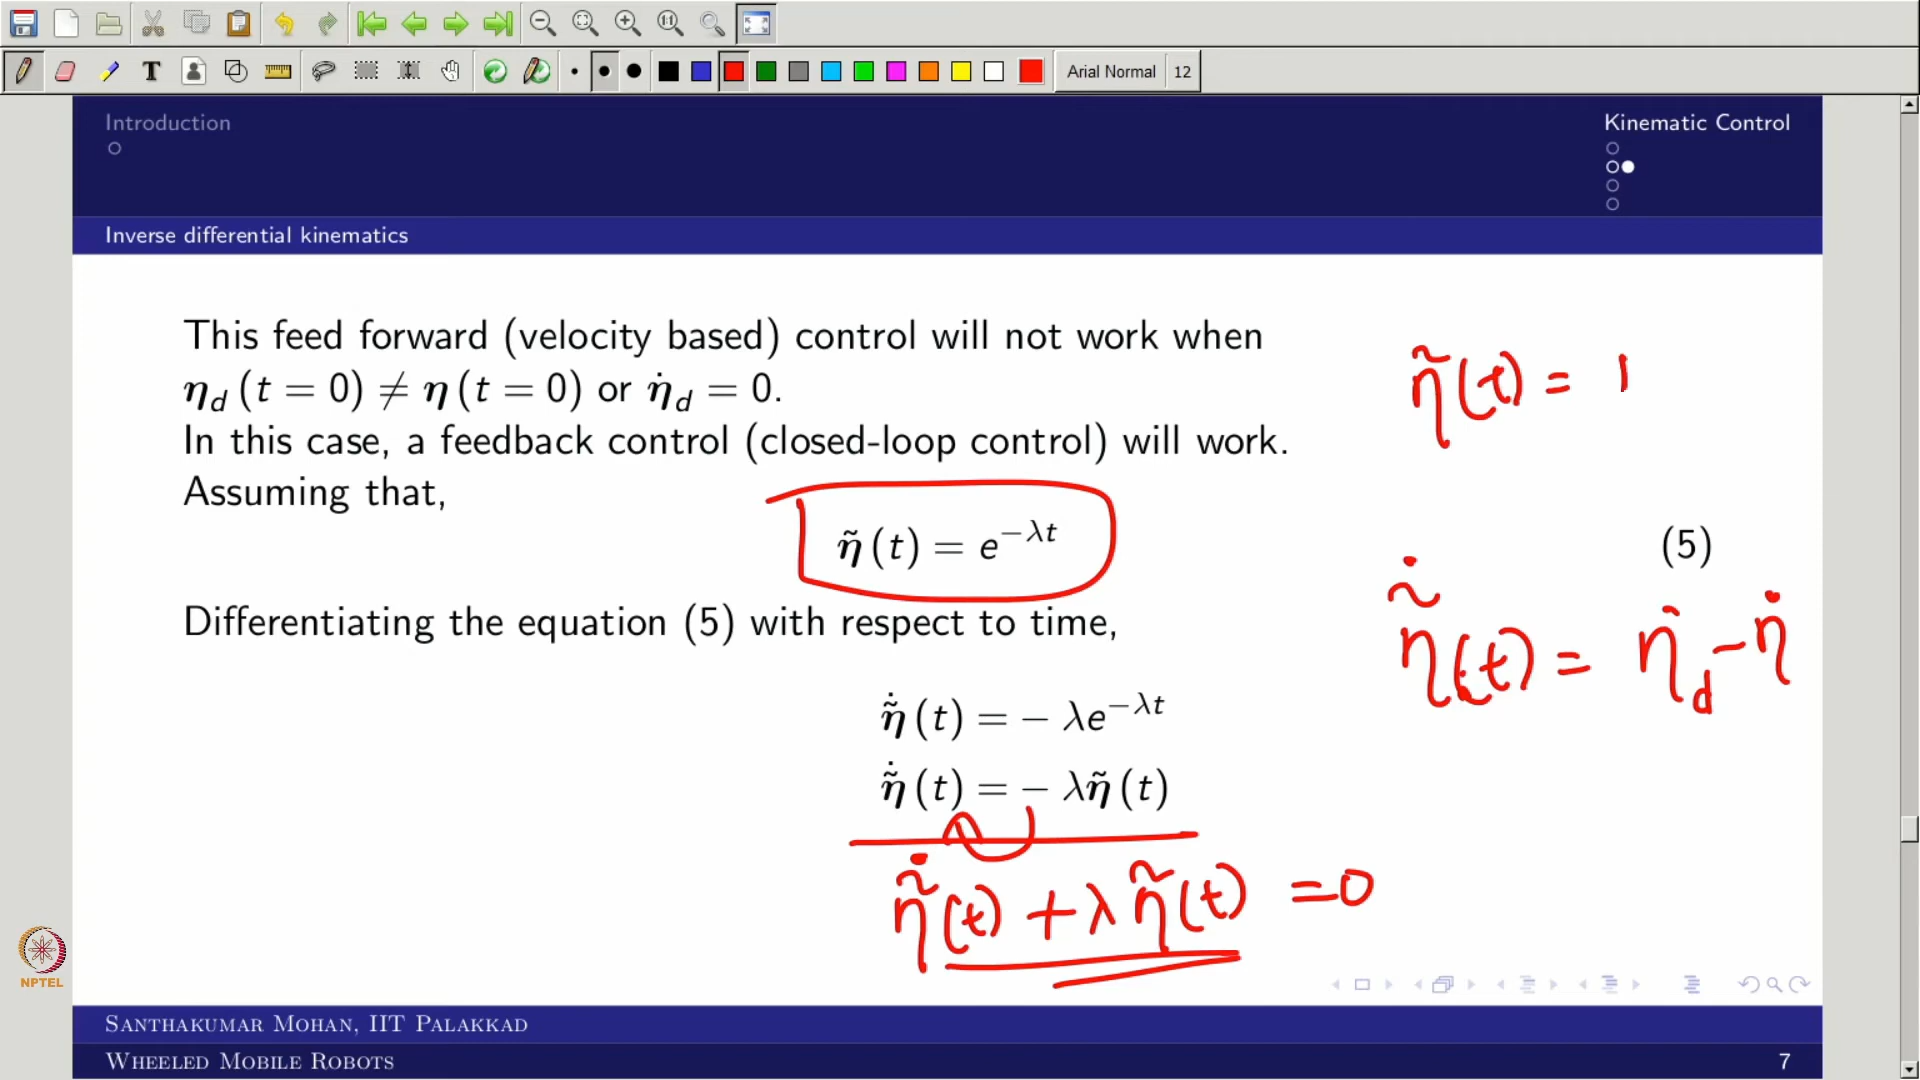 Arial Normal 12
Introduction
Kinematic Control
Inverse differential kinematics
This feed forward (velocity based) control will not work when
η_d (t = 0) ≠ η (t = 0) or η̇_d = 0.
In this case, a feedback control (closed-loop control) will work.
Assuming that,
η̃(t) =
η̃ (t) = e^{−λt} (5)
Differentiating the equation (5) with respect to time,
η̃̇(t) = η̇_d − η̇
η̃̇ (t) = − λe^{−λt}
η̃̇ (t) = − λη̃ (t)
η̃̇(t) + λ η̃(t) = 0
NPTEL
Santhakumar Mohan, IIT Palakkad
Wheeled Mobile Robots 7